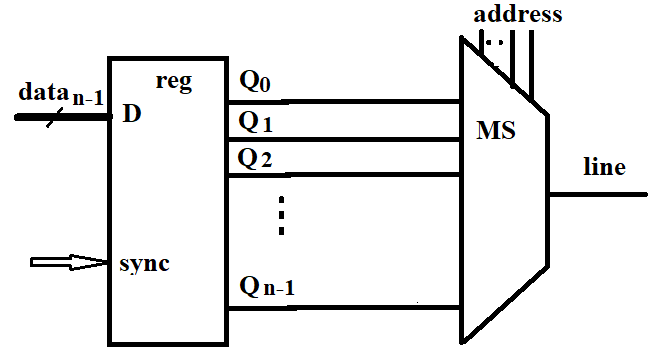 address
reg
data n-1
D
Q0
Q1
Q2
MS
line
sync
Qn-1